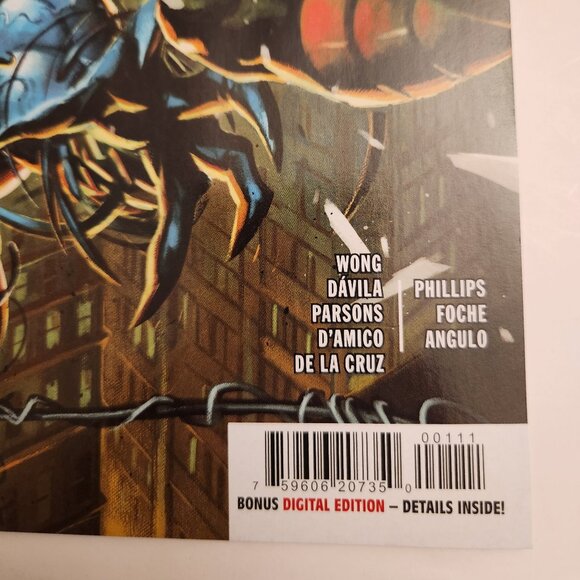 WONG
DÁVILA
PARSONS
D'AMICO
DE LA CRUZ
PHILLIPS
FOCHE
ANGULO
00111
7 59606 20735 0
BONUS DIGITAL EDITION – DETAILS INSIDE!